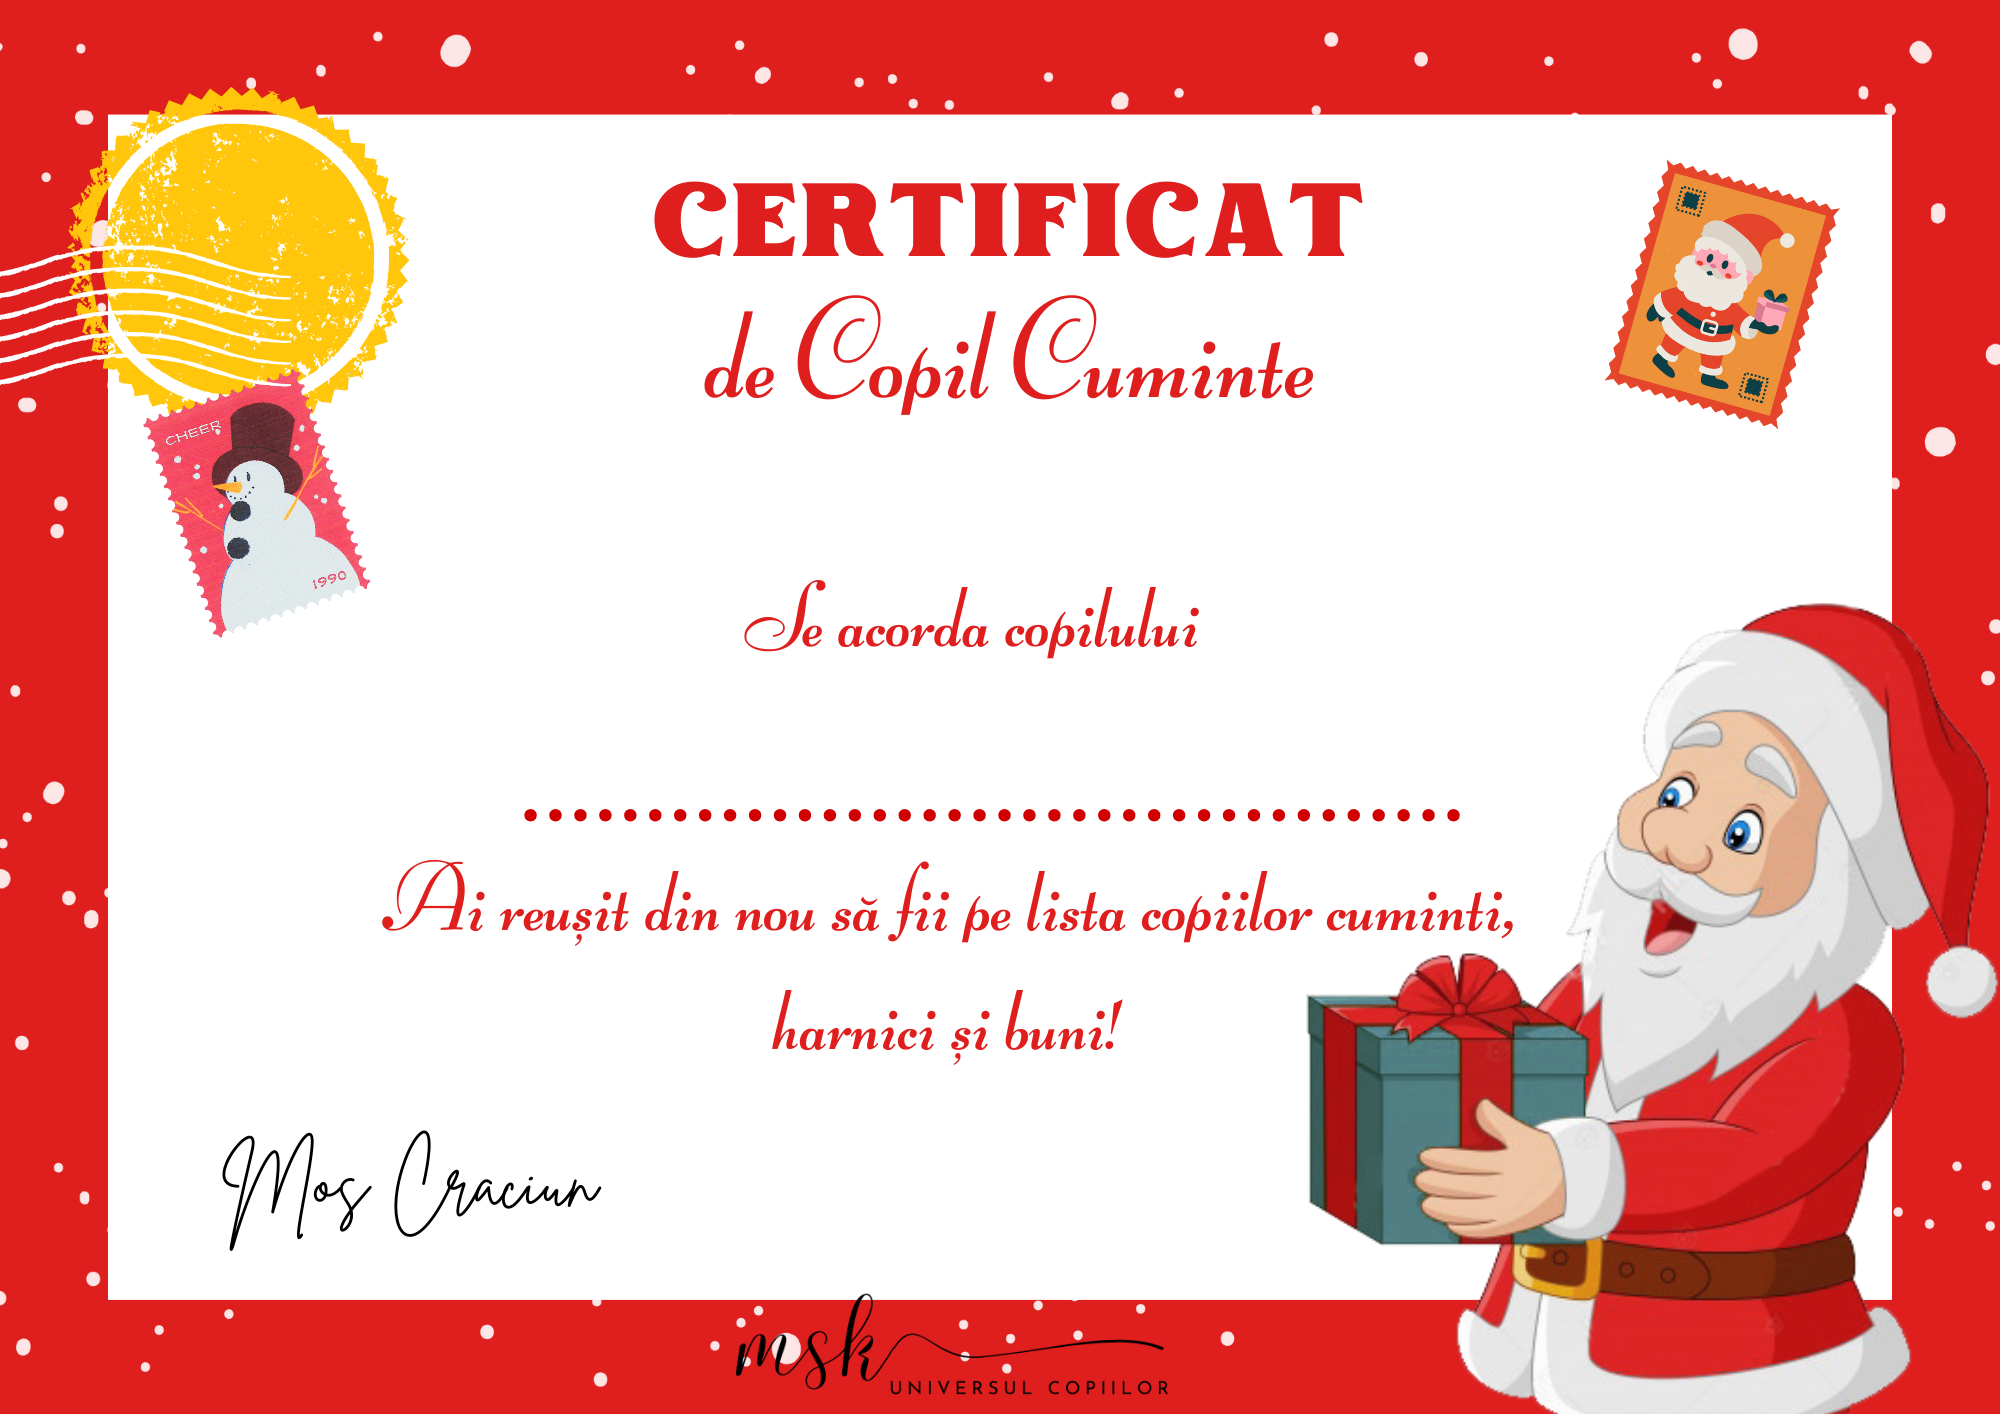 CERTIFICAT
de Copil Cuminte
CHEER
1990
Se acorda copilului
Ai reușit din nou să fii pe lista copiilor cuminti,
harnici și buni!
Mos Craciun
msk
UNIVERSUL COPIILOR